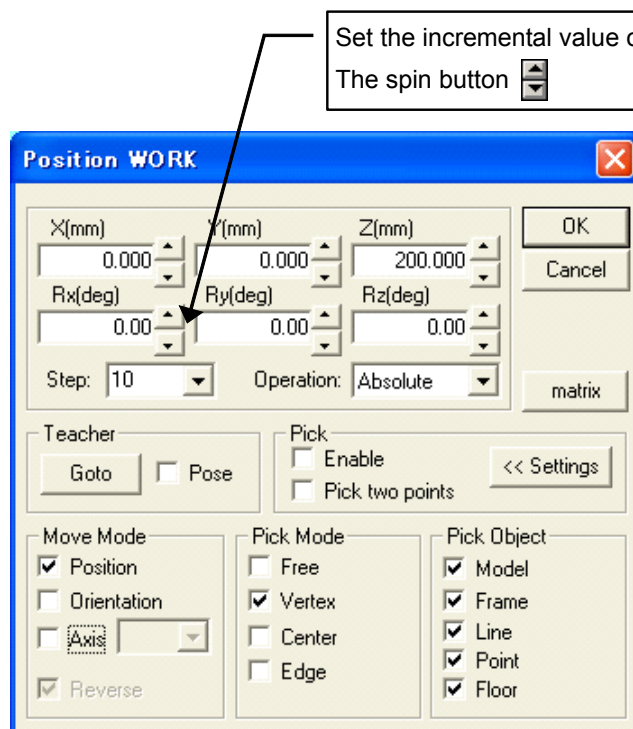 Set the incremental value
The spin button
Position WORK
X(mm) Y(mm) Z(mm) OK
0.000 0.000 200.000 Cancel
Rx(deg) Ry(deg) Rz(deg)
0.00 0.00 0.00
Step: 10 Operation: Absolute matrix
Teacher Pick
Goto Pose Enable << Settings
Pick two points
Move Mode Pick Mode Pick Object
Position Free Model
Orientation Vertex Frame
Axis Center Line
Edge Point
Reverse Floor